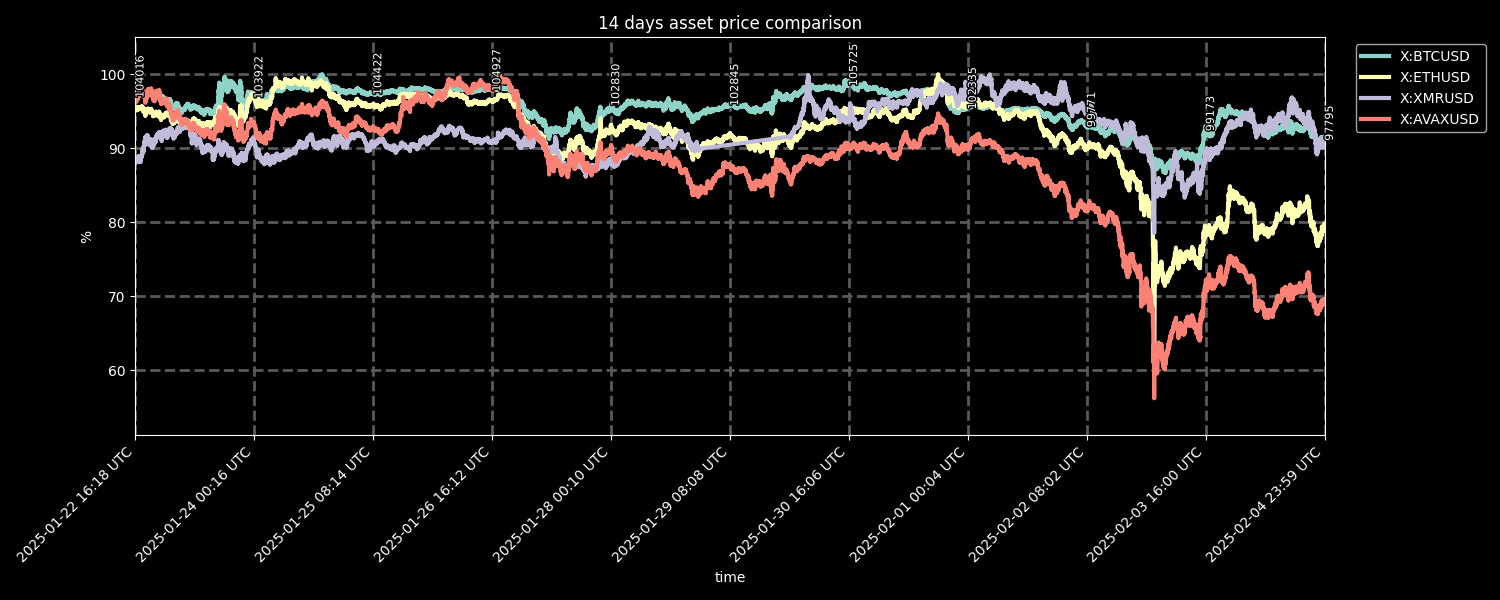 14 days asset price comparison
X:BTCUSD
X:ETHUSD
X:XMRUSD
X:AVAXUSD
100
90
80
70
60
%
104016
103922
104422
104927
102830
102845
105725
102335
99771
99173
97795
2025-01-22 16:18 UTC
2025-01-24 00:16 UTC
2025-01-25 08:14 UTC
2025-01-26 16:12 UTC
2025-01-28 00:10 UTC
2025-01-29 08:08 UTC
2025-01-30 16:06 UTC
2025-02-01 00:04 UTC
2025-02-02 08:02 UTC
2025-02-03 16:00 UTC
2025-02-04 23:59 UTC
time